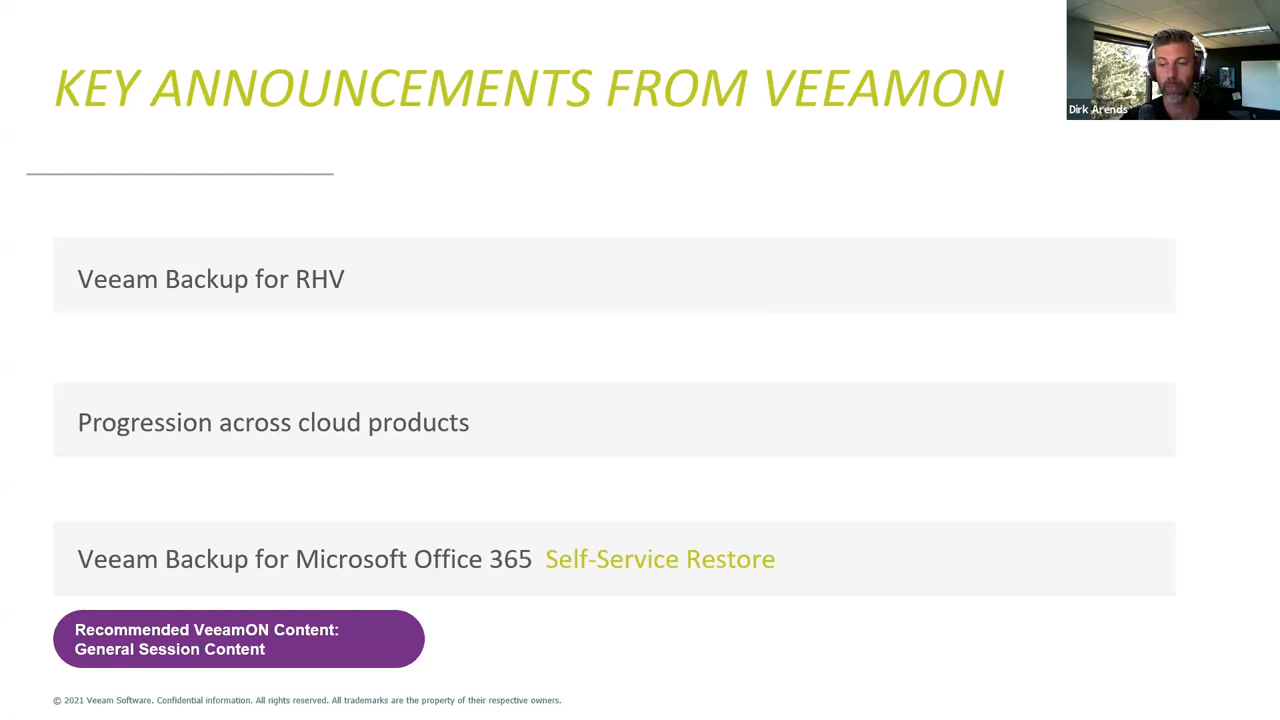 KEY ANNOUNCEMENTS FROM VEEAMON
Dirk Arends
Veeam Backup for RHV
Progression across cloud products
Veeam Backup for Microsoft Office 365 Self-Service Restore
Recommended VeeamON Content:
General Session Content
© 2021 Veeam Software. Confidential information. All rights reserved. All trademarks are the property of their respective owners.